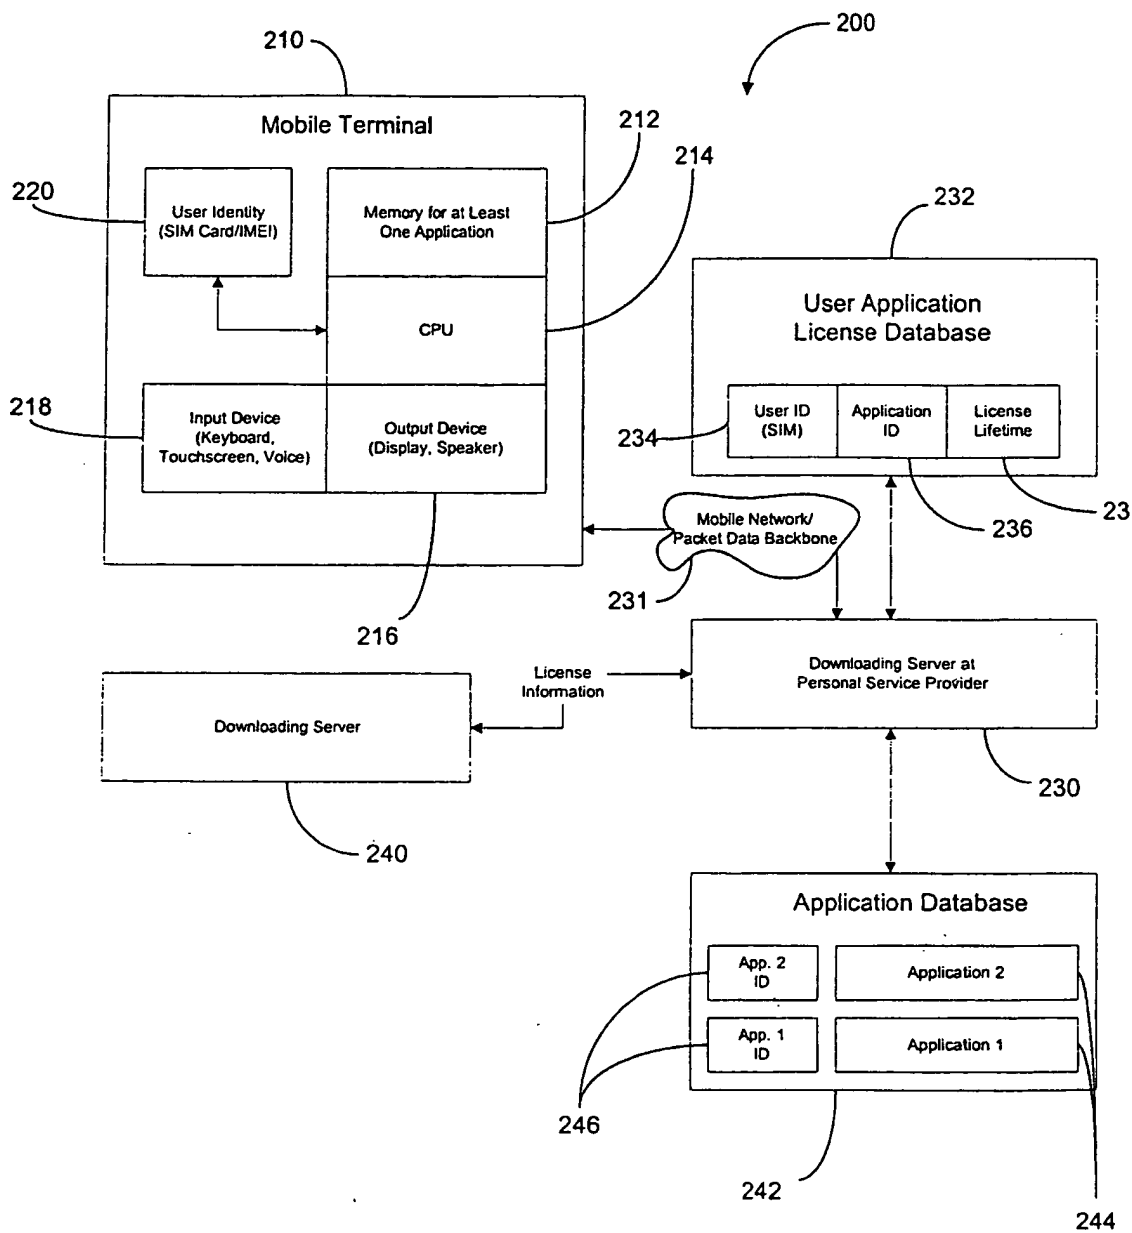 200
210
Mobile Terminal
212
214
220
User Identity
(SIM Card/IMEI)
Memory for at Least
One Application
CPU
218
Input Device
(Keyboard,
Touchscreen, Voice)
Output Device
(Display, Speaker)
216
232
User Application
License Database
234
User ID
(SIM)
Application
ID
License
Lifetime
236
23
Mobile Network/
Packet Data Backbone
231
Downloading Server at
Personal Service Provider
230
License
Information
Downloading Server
240
Application Database
App. 2
ID
Application 2
App. 1
ID
Application 1
246
242
244